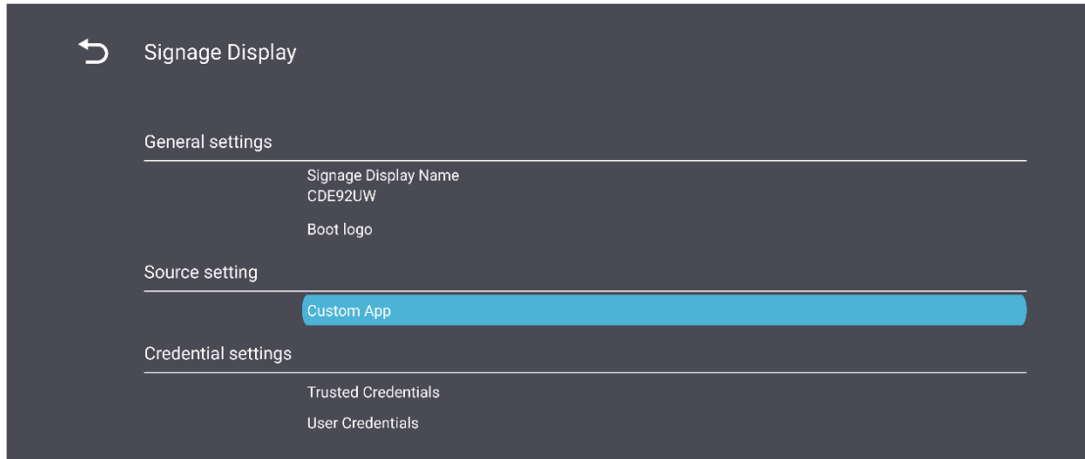 Signage Display
General settings
Signage Display Name
CDE92UW
Boot logo
Source setting
Custom App
Credential settings
Trusted Credentials
User Credentials